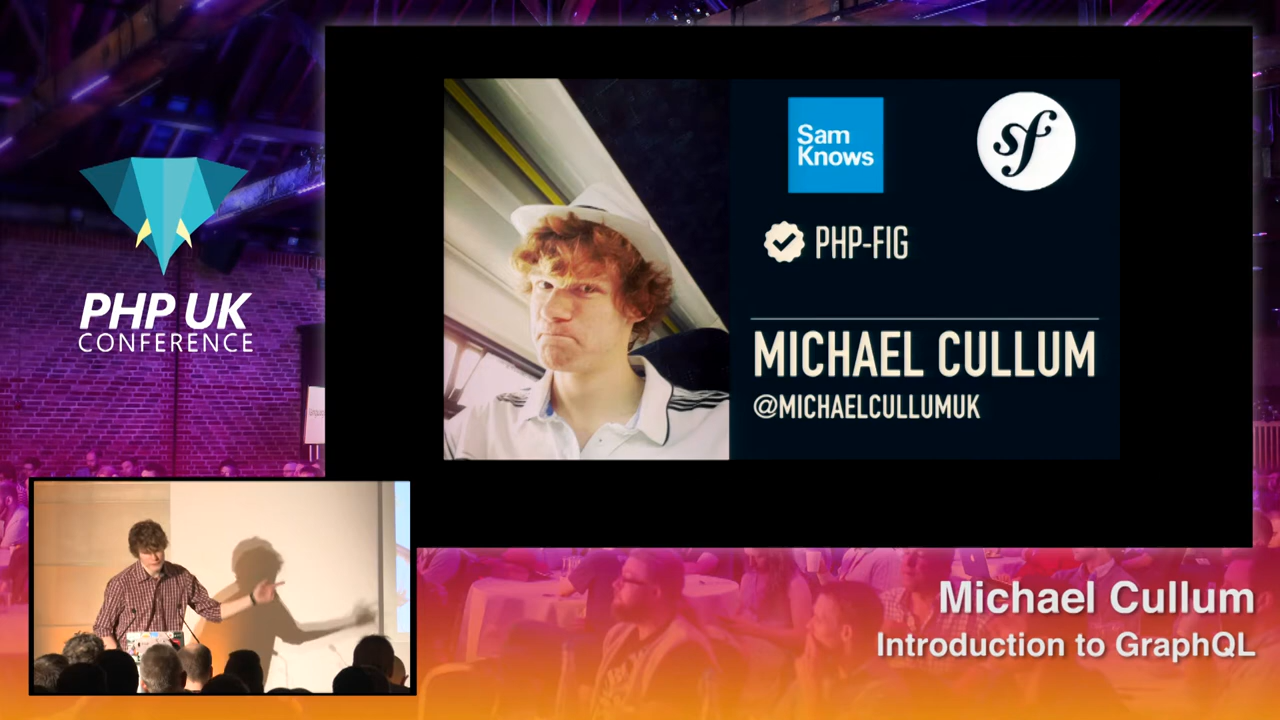 PHP UK
CONFERENCE
Sam
Knows
sf
PHP-FIG
MICHAEL CULLUM
@MICHAELCULLUMUK
Michael Cullum
Introduction to GraphQL